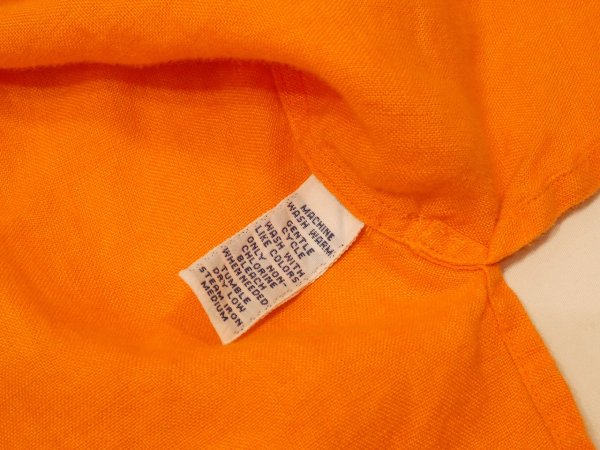 MACHINE
WASH WARM
GENTLE
CYCLE
WASH WITH
LIKE COLORS
ONLY NON-
CHLORINE
BLEACH
WHEN NEEDED
TUMBLE
DRY LOW
STEAM IRON
MEDIUM